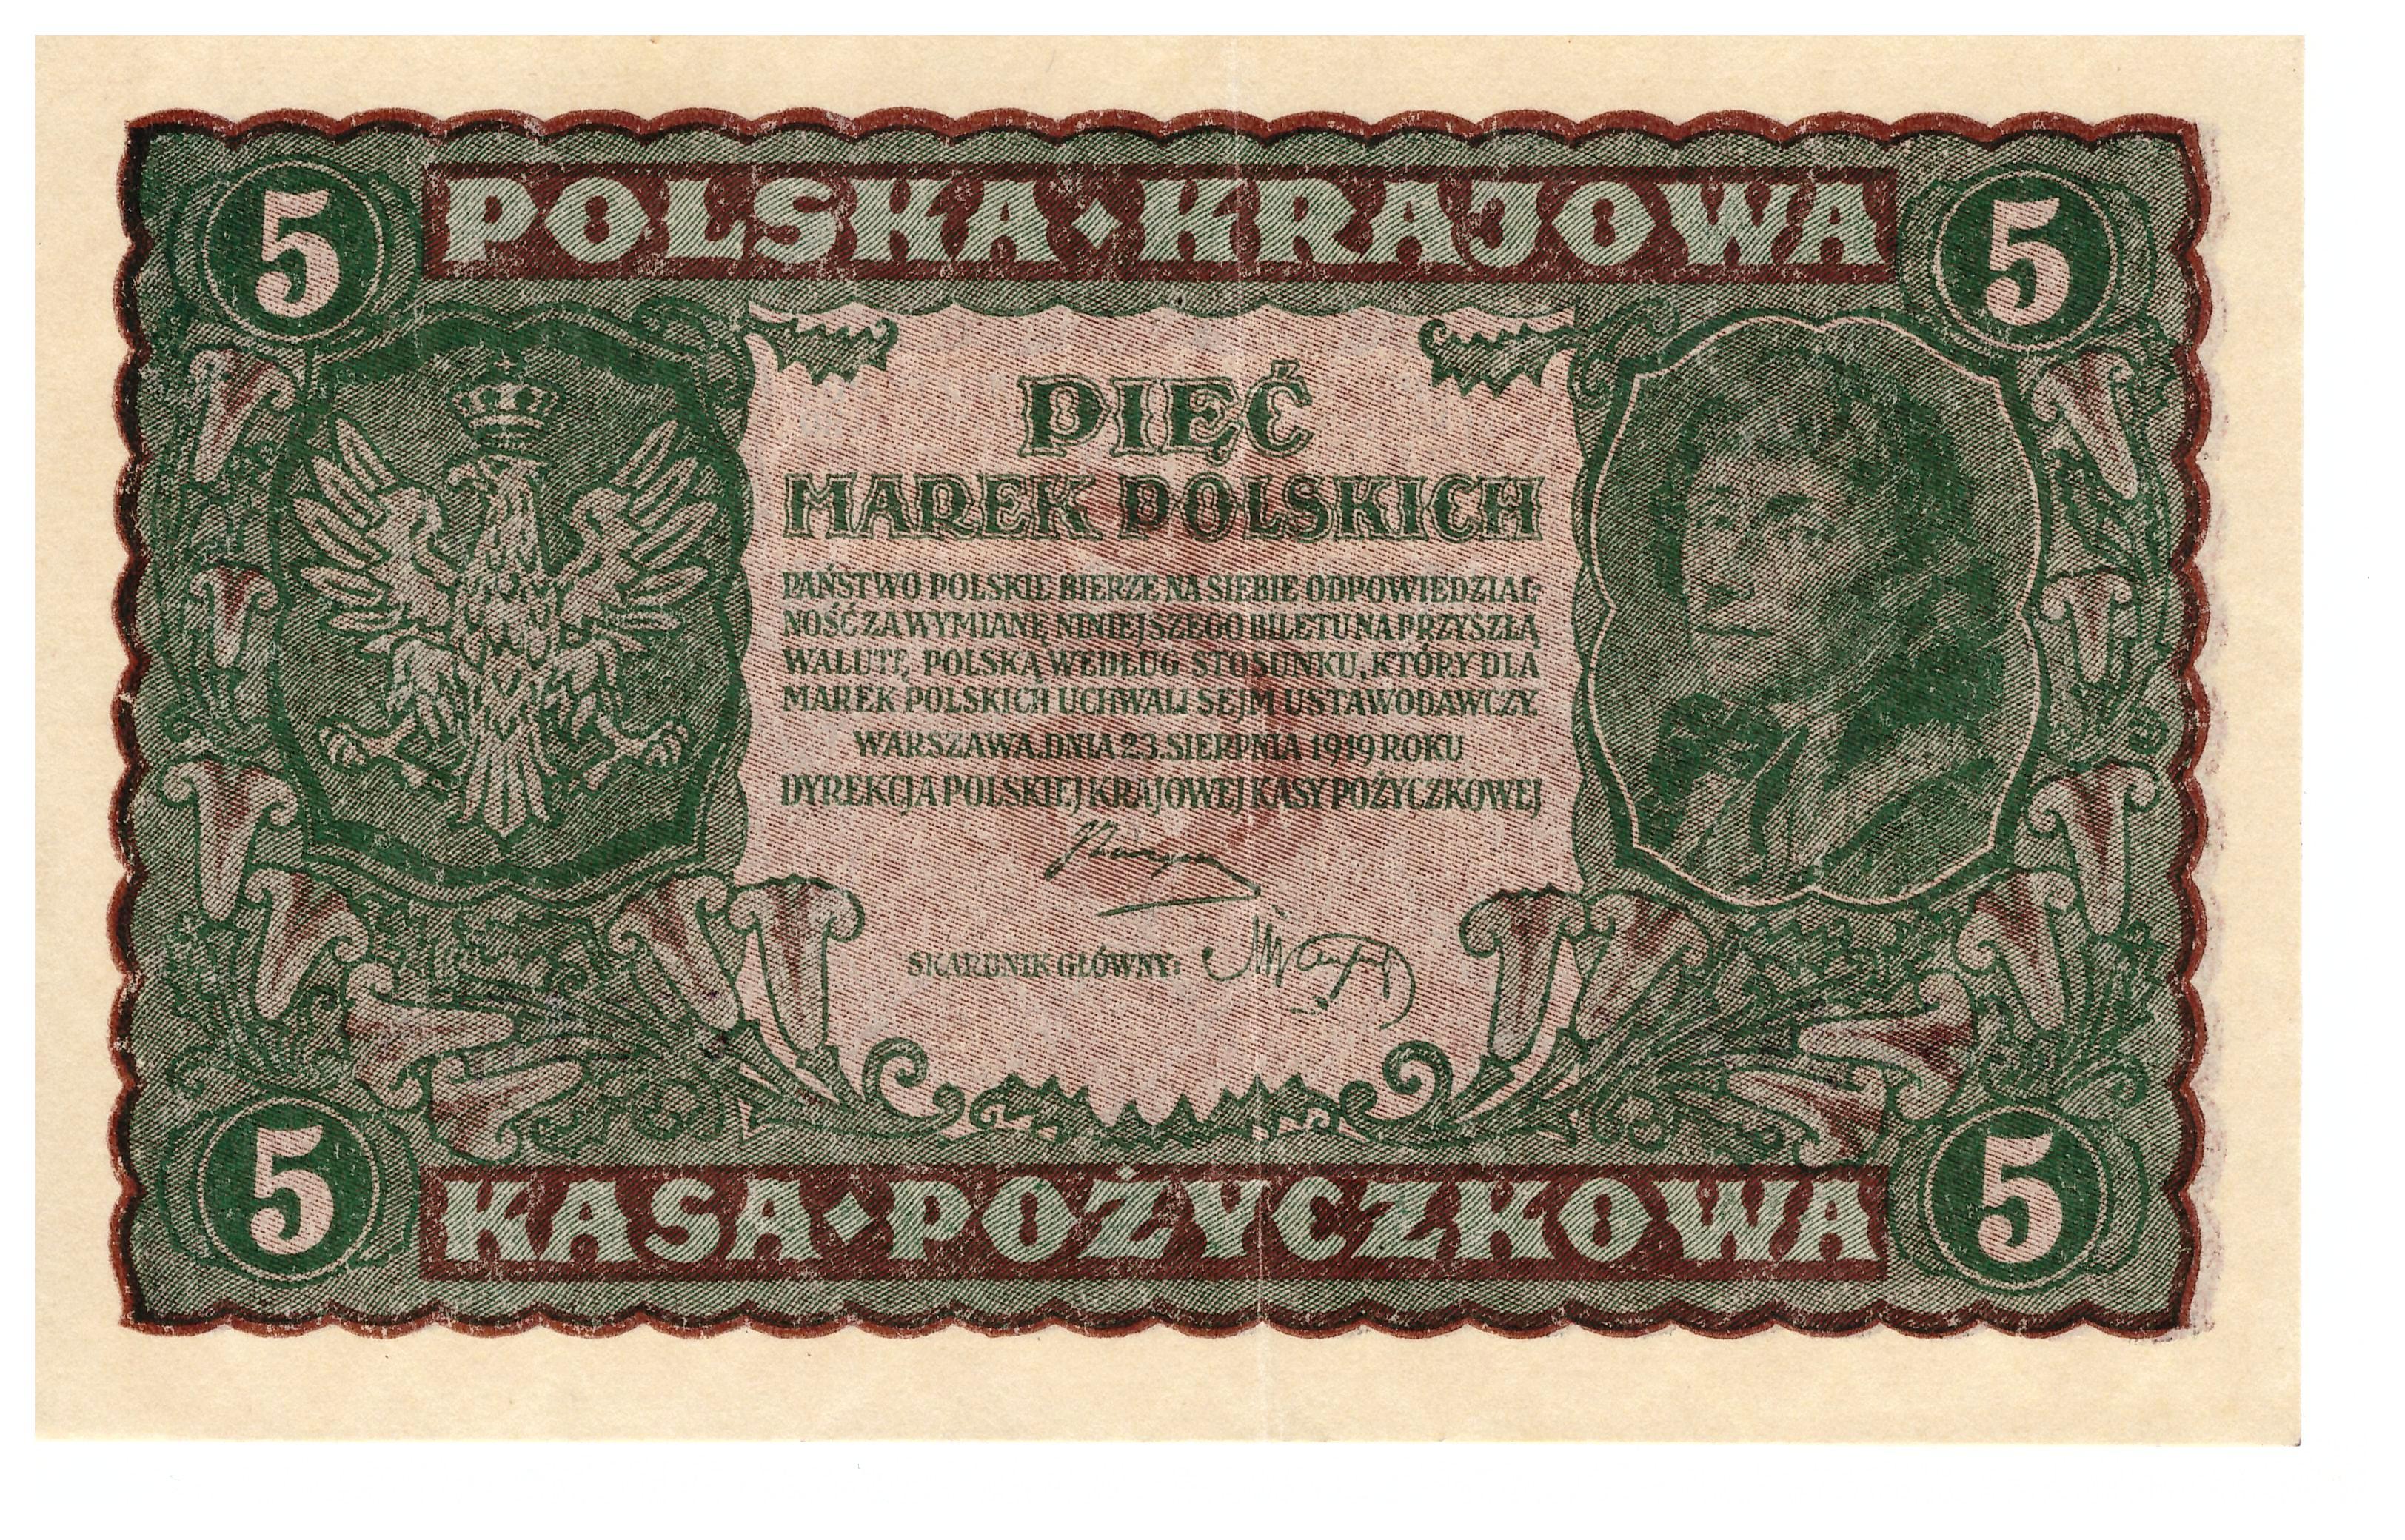 5 POLSKA◆KRAJOWA 5
PIĘĆ
MAREK POLSKICH
PAŃSTWO POLSKIE BIERZE NA SIEBIE ODPOWIEDZIAŁ-
NOŚĆ ZA WYMIANĘ NINIEJSZEGO BILETU NA PRZYSZŁĄ
WALUTĘ POLSKĄ WEDŁUG STOSUNKU, KTÓRY DLA
MAREK POLSKICH UCHWALI SEJM USTAWODAWCZY.
WARSZAWA, DNIA 23. SIERPNIA 1919 ROKU
DYREKCJA POLSKIEJ KRAJOWEJ KASY POŻYCZKOWEJ
SKARBNIK GŁÓWNY:
5 KASA◆POŻYCZKOWA 5